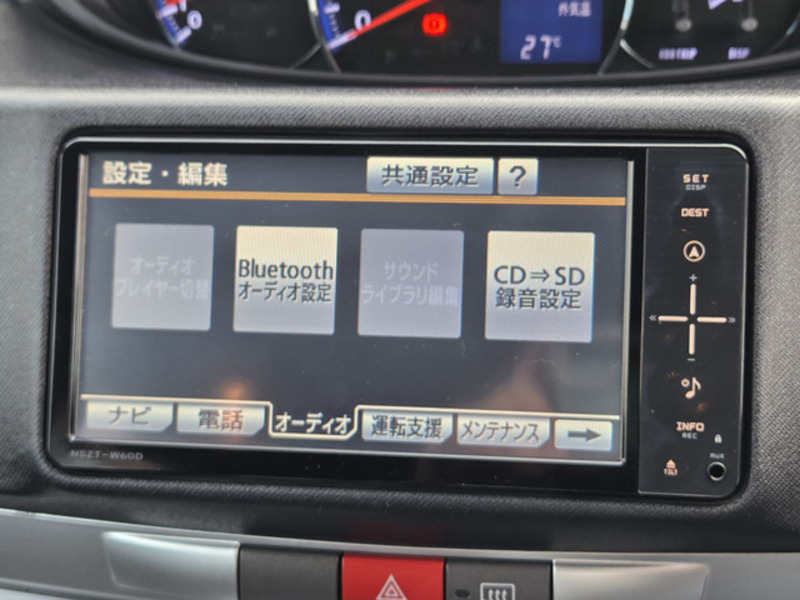 外気温
27℃
設定・編集
共通設定
?
オーディオ
プレイヤー切替
Bluetooth
オーディオ設定
サウンド
ライブラリ編集
CD⇒SD
録音設定
ナビ
電話
オーディオ
運転支援
メンテナンス
→
NSZT-W60D
SET
DISP
DEST
+
−
INFO
REC
AUX
TILT
0
0
DISP